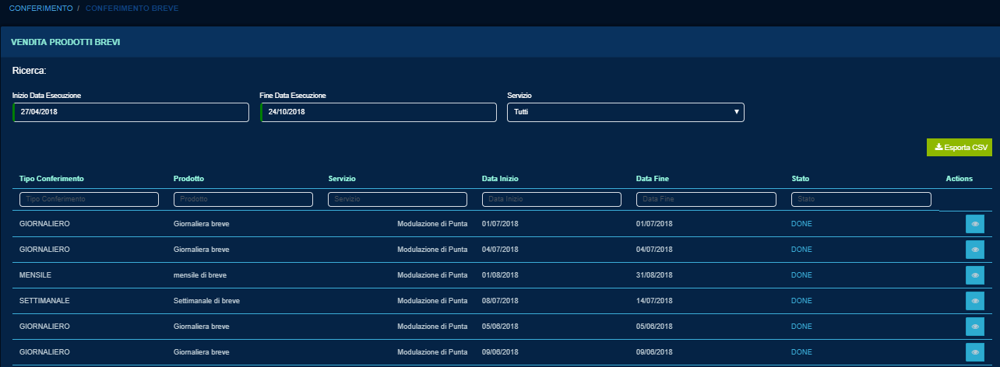 CONFERIMENTO / CONFERIMENTO BREVE
VENDITA PRODOTTI BREVI
Ricerca:
Inizio Data Esecuzione Fine Data Esecuzione Servizio
27/04/2018 24/10/2018 Tutti
Esporta CSV
Tipo Conferimento Prodotto Servizio Data Inizio Data Fine Stato Actions
Tipo Conferimento Prodotto Servizio Data Inizio Data Fine Stato
GIORNALIERO Giornaliera breve Modulazione di Punta 01/07/2018 01/07/2018 DONE
GIORNALIERO Giornaliera breve Modulazione di Punta 04/07/2018 04/07/2018 DONE
MENSILE mensile di breve Modulazione di Punta 01/08/2018 31/08/2018 DONE
SETTIMANALE Settimanale di breve Modulazione di Punta 08/07/2018 14/07/2018 DONE
GIORNALIERO Giornaliera breve Modulazione di Punta 05/06/2018 05/06/2018 DONE
GIORNALIERO Giornaliera breve Modulazione di Punta 09/06/2018 09/06/2018 DONE